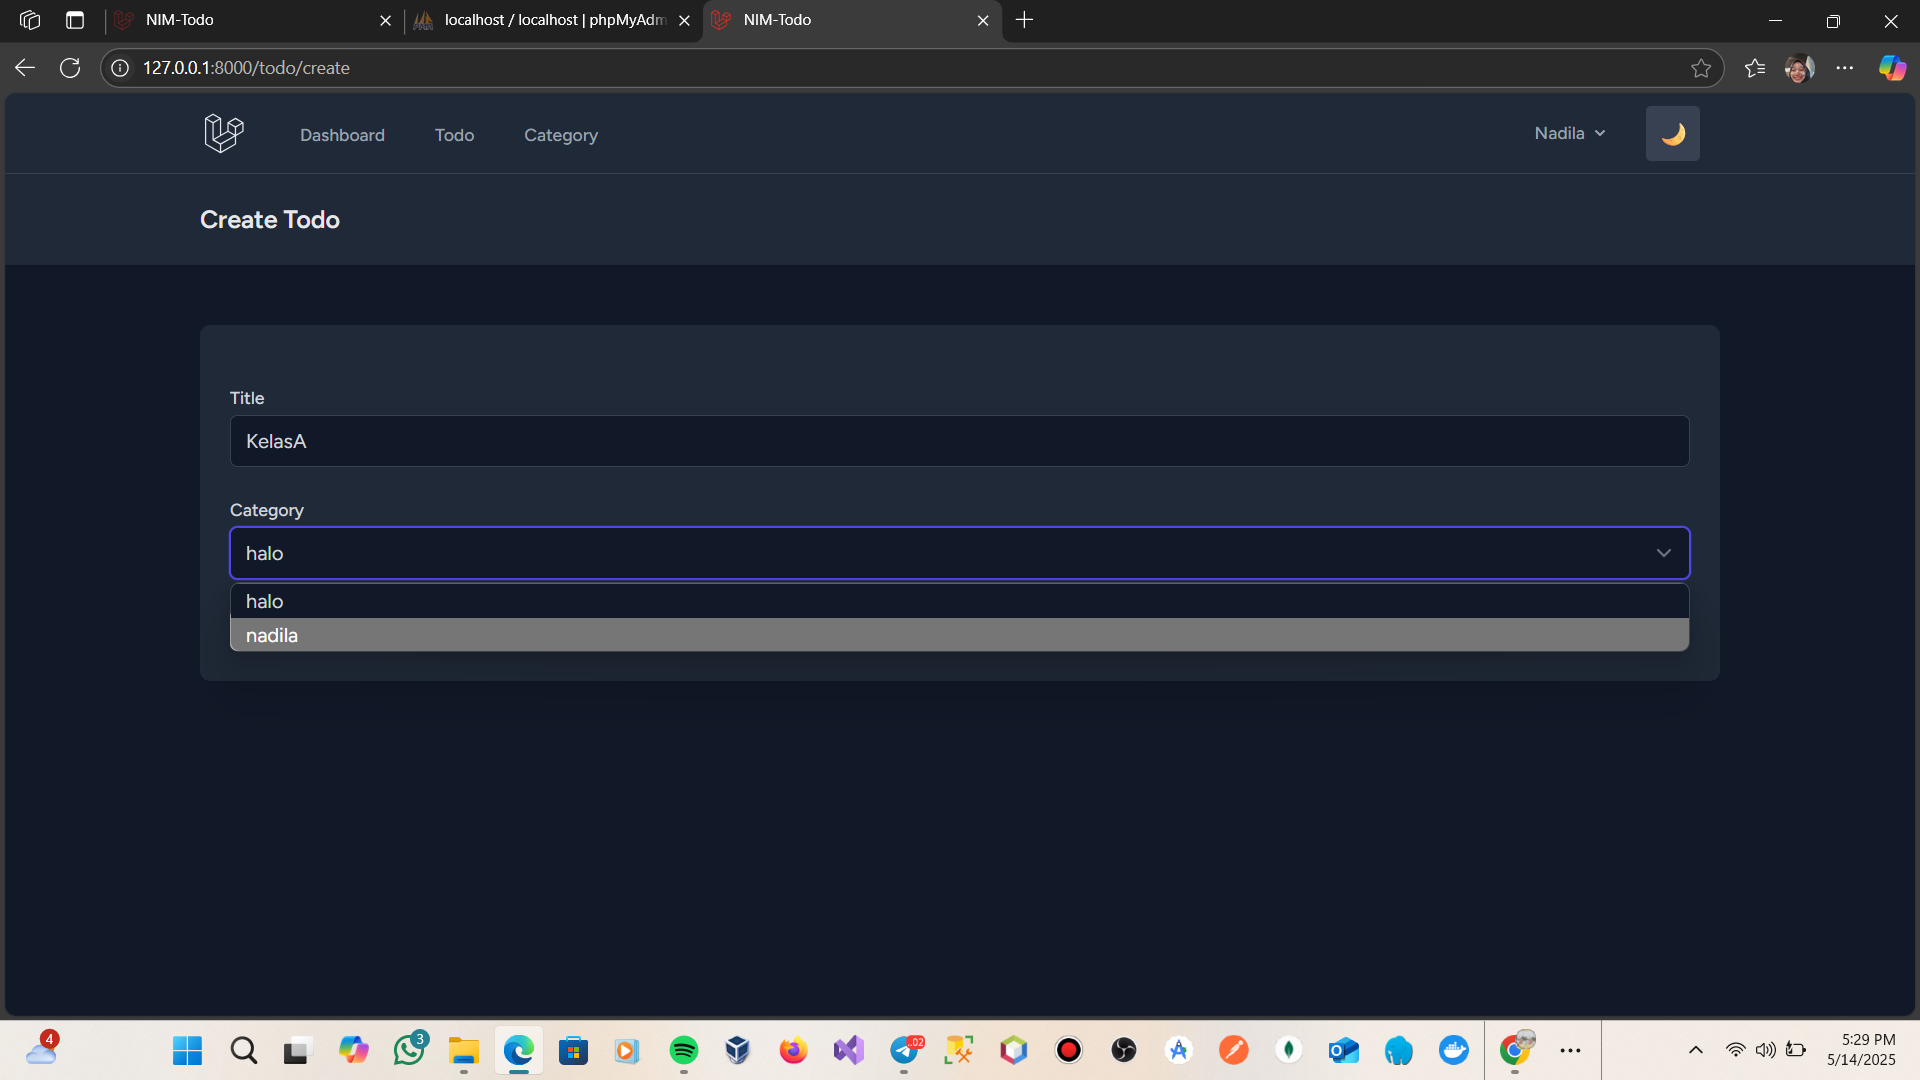 NIM-Todo
localhost / localhost | phpMyAdm
NIM-Todo
127.0.0.1:8000/todo/create
Dashboard
Todo
Category
Nadila
Create Todo
Title
KelasA
Category
halo
halo
nadila
4
3
.02
5:29 PM
5/14/2025